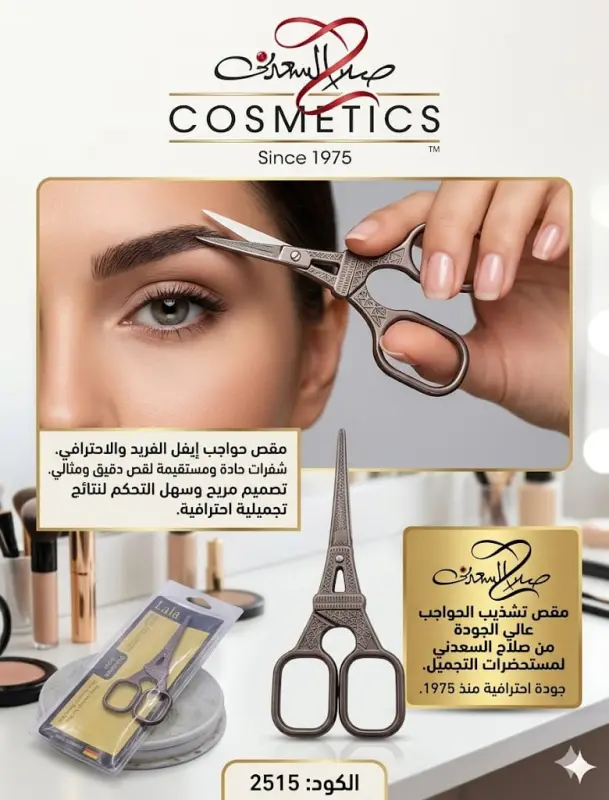 صلاح السعدني
COSMETICS
TM
Since 1975
مقص حواجب إيفل الفريد والاحترافي.
شفرات حادة ومستقيمة لقص دقيق ومثالي.
تصميم مريح وسهل التحكم لنتائج
تجميلية احترافية.
Lala
صلاح السعدني
مقص تشذيب الحواجب
عالي الجودة
من صلاح السعدني
لمستحضرات التجميل.
جودة احترافية منذ 1975.
الكود: 2515